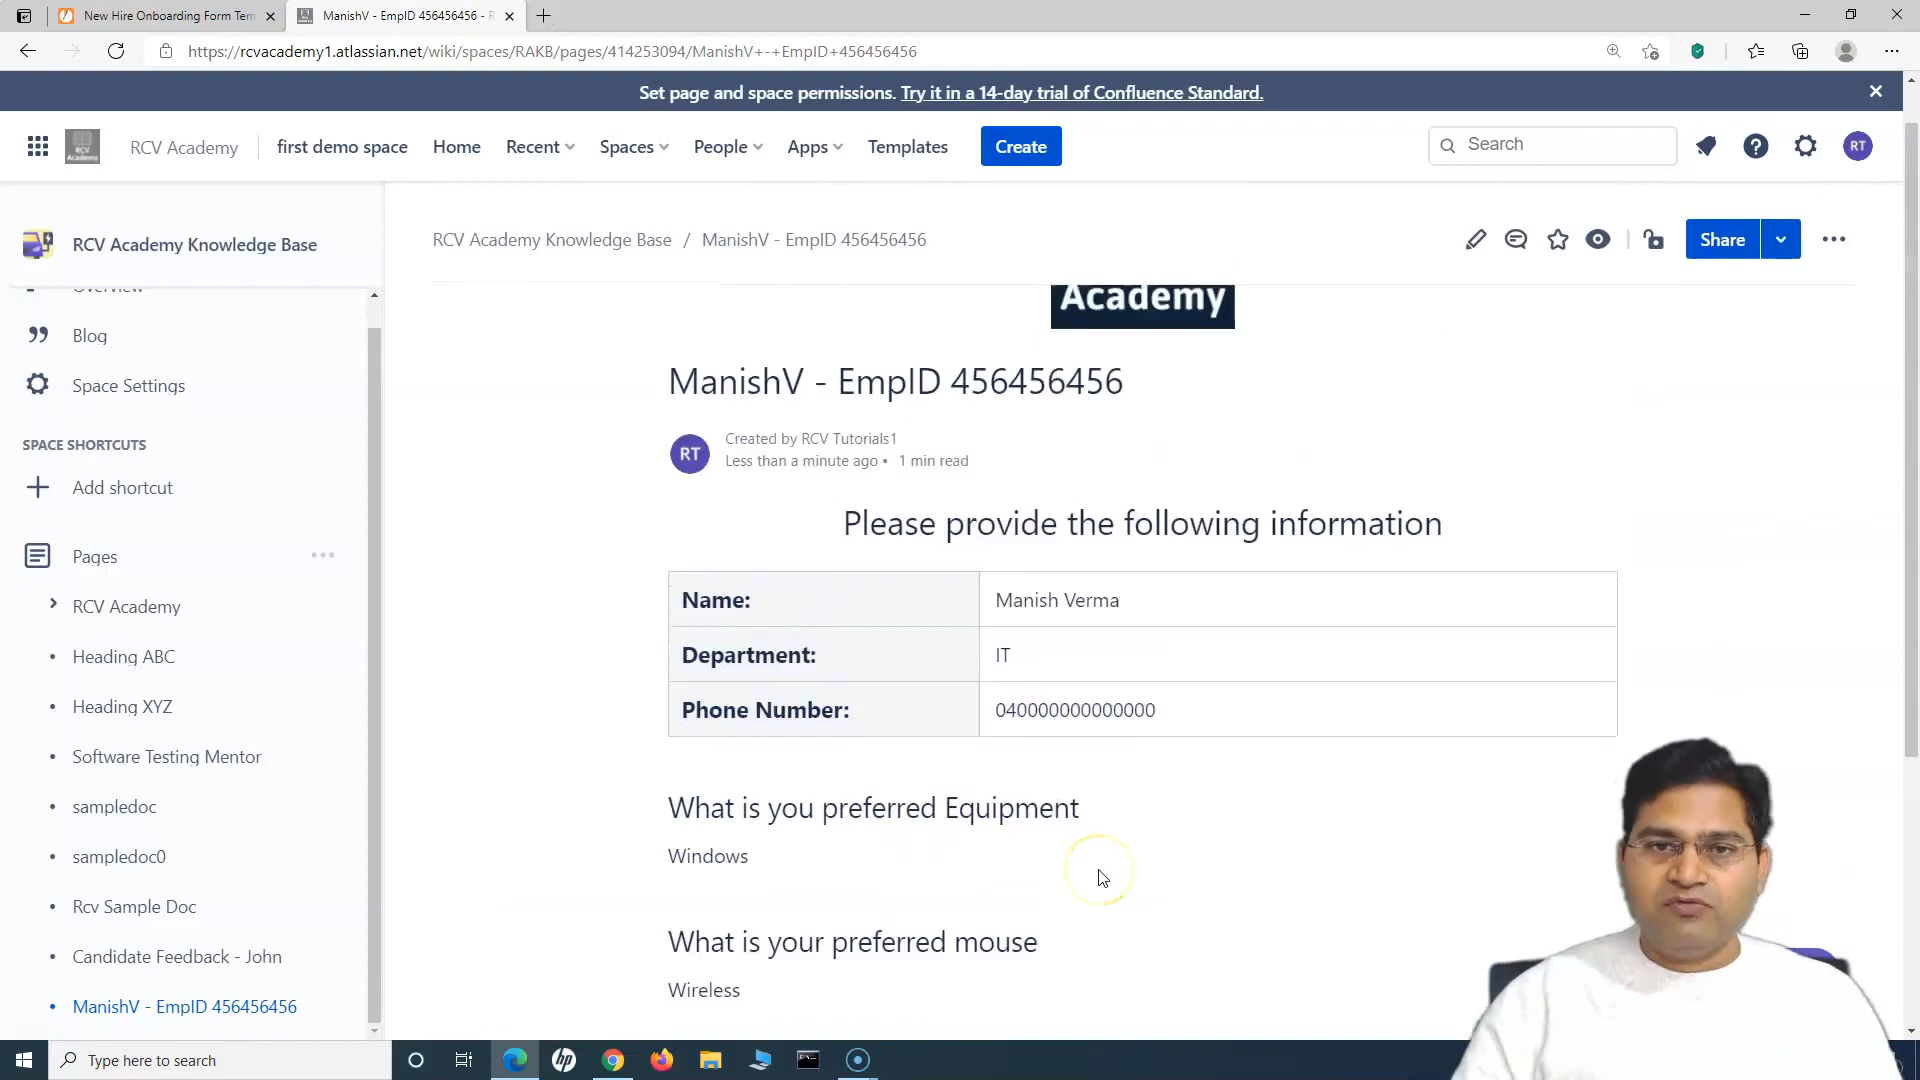 New Hire Onboarding Form Tem
ManishV - EmpID 456456456 - R
https://rcvacademy1.atlassian.net/wiki/spaces/RAKB/pages/414253094/ManishV+-+EmpID+456456456
Set page and space permissions. Try it in a 14-day trial of Confluence Standard.
RCV Academy
RCV Academy
first demo space
Home
Recent
Spaces
People
Apps
Templates
Create
Search
RT
RCV Academy Knowledge Base
Overview
Blog
Space Settings
SPACE SHORTCUTS
Add shortcut
Pages
RCV Academy
Heading ABC
Heading XYZ
Software Testing Mentor
sampledoc
sampledoc0
Rcv Sample Doc
Candidate Feedback - John
ManishV - EmpID 456456456
RCV Academy Knowledge Base / ManishV - EmpID 456456456
Share
Academy
ManishV - EmpID 456456456
RT
Created by RCV Tutorials1
Less than a minute ago • 1 min read
Please provide the following information
Name: Manish Verma
Department: IT
Phone Number: 040000000000000
What is you preferred Equipment
Windows
What is your preferred mouse
Wireless
Type here to search
hp